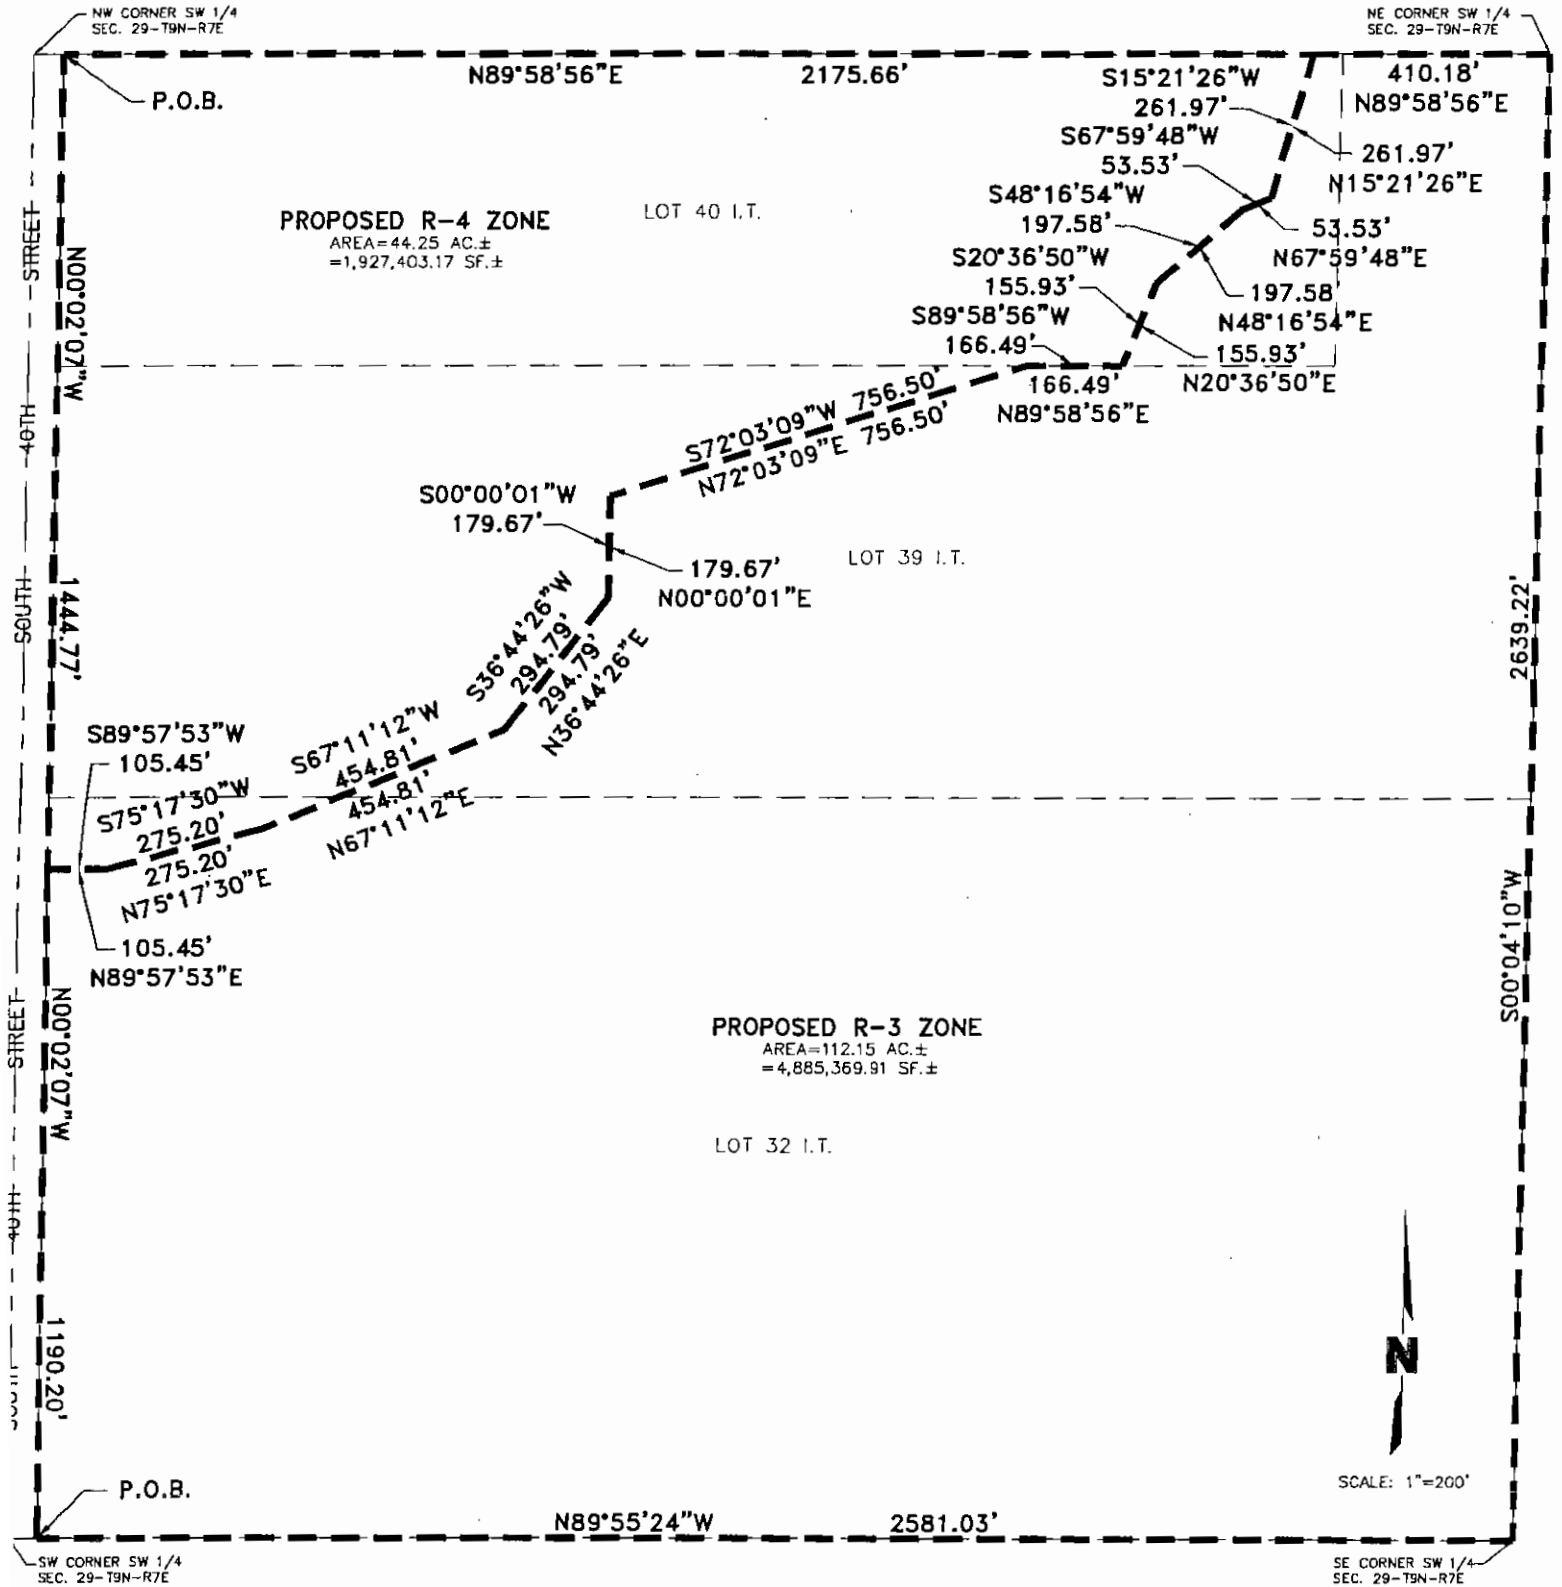 NW CORNER SW 1/4
SEC. 29-T9N-R7E
NE CORNER SW 1/4
SEC. 29-T9N-R7E
N89°58'56"E 2175.66'
410.18'
N89°58'56"E
P.O.B.
S15°21'26"W
261.97'
261.97'
N15°21'26"E
S67°59'48"W
53.53'
53.53'
N67°59'48"E
S48°16'54"W
197.58'
197.58'
N48°16'54"E
S20°36'50"W
155.93'
155.93'
N20°36'50"E
S89°58'56"W
166.49'
166.49'
N89°58'56"E
PROPOSED R-4 ZONE
AREA=44.25 AC.±
=1,927,403.17 SF.±
LOT 40 I.T.
SOUTH 40TH STREET
N00°02'07"W 1444.77'
S72°03'09"W 756.50'
N72°03'09"E 756.50'
S00°00'01"W
179.67'
179.67'
N00°00'01"E
LOT 39 I.T.
S36°44'26"W
294.79'
294.79'
N36°44'26"E
2639.22'
S00°04'10"W
S67°11'12"W
454.81'
454.81'
N67°11'12"E
S89°57'53"W
105.45'
S75°17'30"W
275.20'
275.20'
N75°17'30"E
105.45'
N89°57'53"E
SOUTH 40TH STREET
N00°02'07"W 1190.20'
PROPOSED R-3 ZONE
AREA=112.15 AC.±
=4,885,369.91 SF.±
LOT 32 I.T.
N
SCALE: 1"=200'
P.O.B.
N89°55'24"W 2581.03'
SW CORNER SW 1/4
SEC. 29-T9N-R7E
SE CORNER SW 1/4
SEC. 29-T9N-R7E